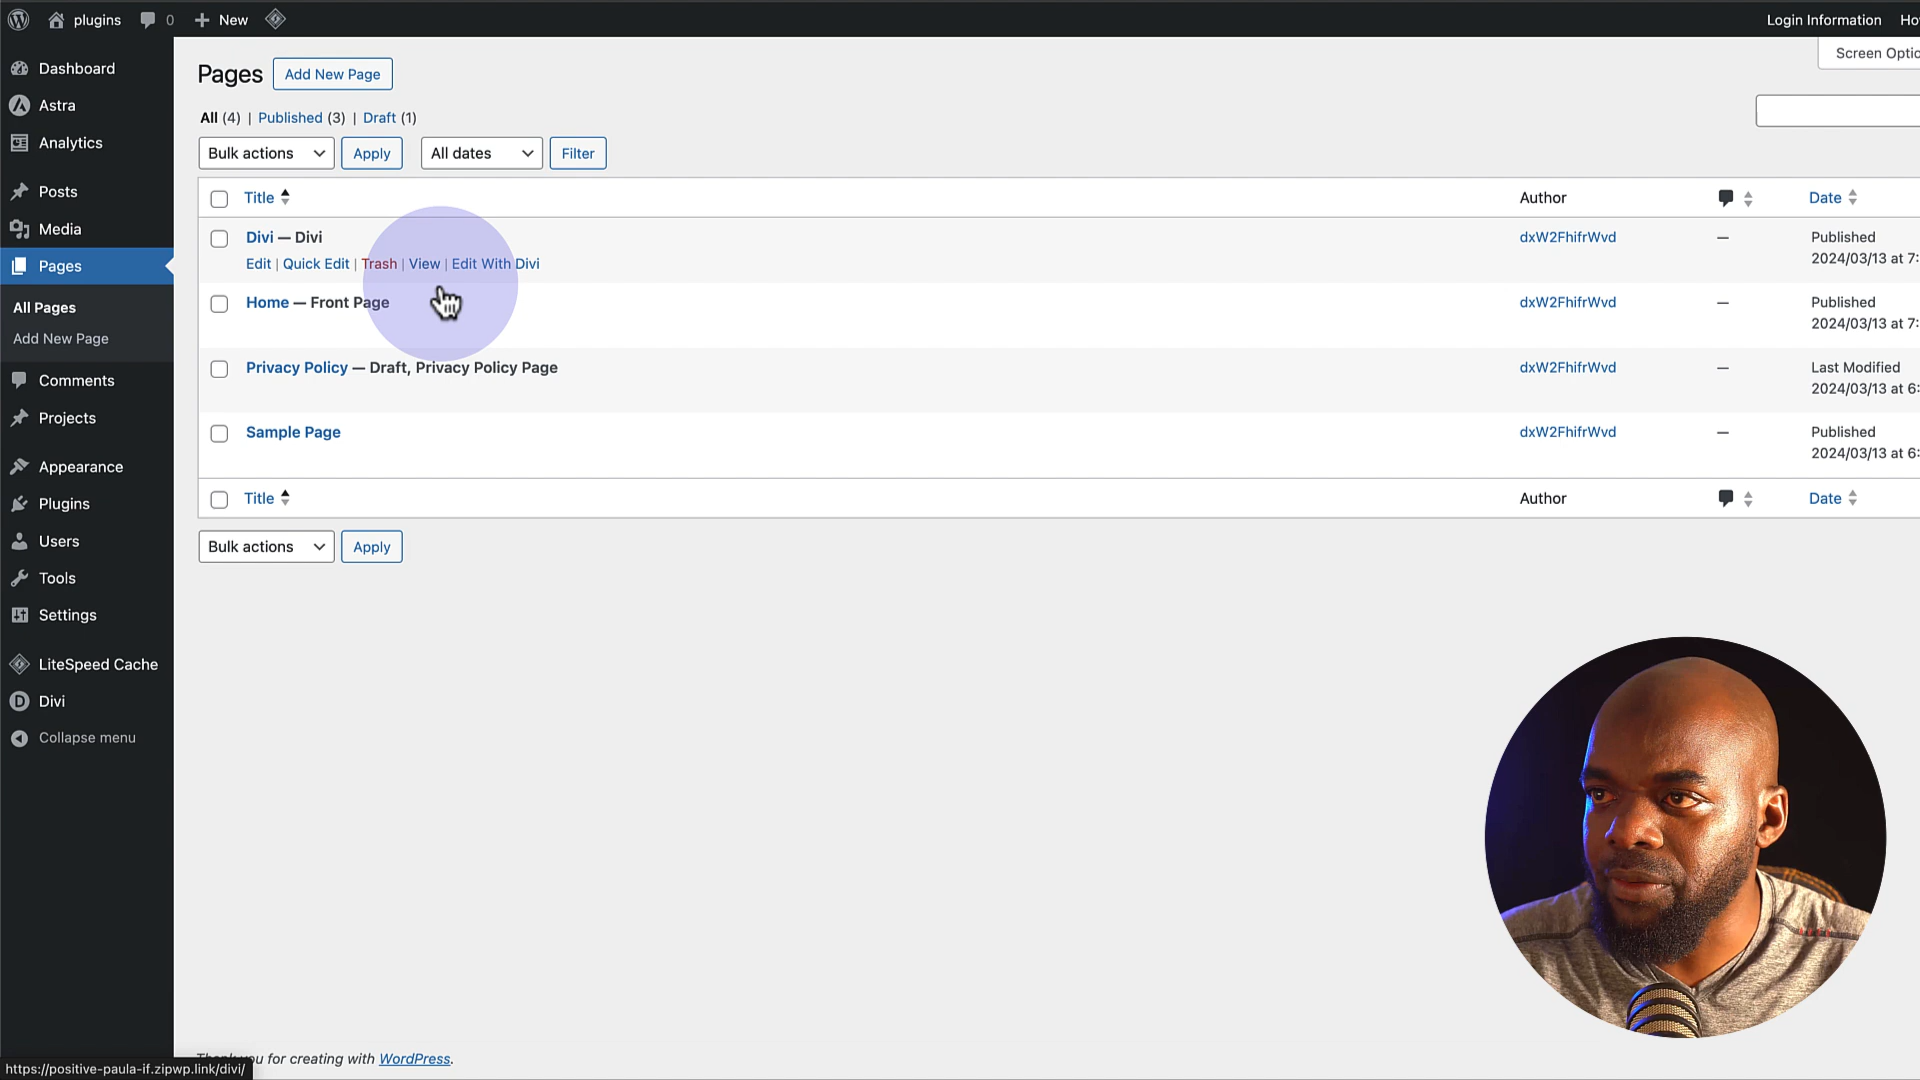 plugins 0 New Login Information
Dashboard
Astra
Analytics
Posts
Media
Pages
All Pages
Add New Page
Comments
Projects
Appearance
Plugins
Users
Tools
Settings
LiteSpeed Cache
Divi
Collapse menu
Pages Add New Page
Screen Optio
All (4) | Published (3) | Draft (1)
Bulk actions Apply All dates Filter
Title Author Date
Divi — Divi dxW2FhifrWvd — Published
Edit | Quick Edit | Trash | View | Edit With Divi 2024/03/13 at 7:
Home — Front Page dxW2FhifrWvd — Published
2024/03/13 at 7:
Privacy Policy — Draft, Privacy Policy Page dxW2FhifrWvd — Last Modified
2024/03/13 at 6:
Sample Page dxW2FhifrWvd — Published
2024/03/13 at 6:
Title Author Date
Bulk actions Apply
Thank you for creating with WordPress.
https://positive-paula-if.zipwp.link/divi/